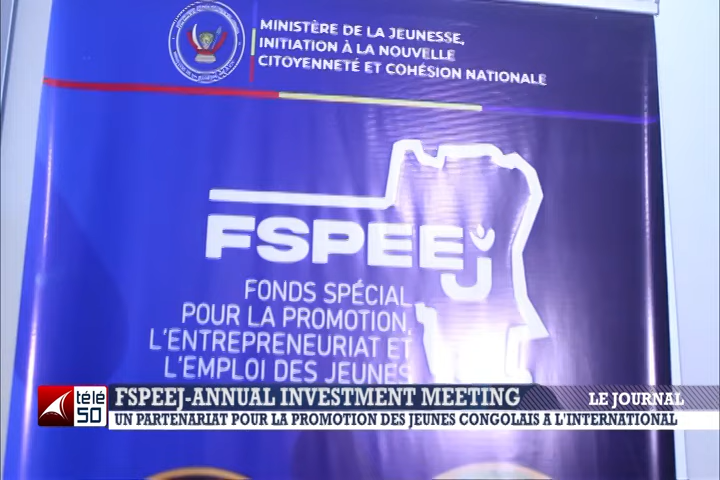 MINISTÈRE DE LA JEUNESSE,
INITIATION À LA NOUVELLE
CITOYENNETÉ ET COHÉSION NATIONALE
FSPEEJ
FONDS SPÉCIAL
POUR LA PROMOTION,
L'ENTREPRENEURIAT ET
L'EMPLOI DES JEUNES
télé 50
FSPEEJ-ANNUAL INVESTMENT MEETING
LE JOURNAL
UN PARTENARIAT POUR LA PROMOTION DES JEUNES CONGOLAIS A L'INTERNATIONAL